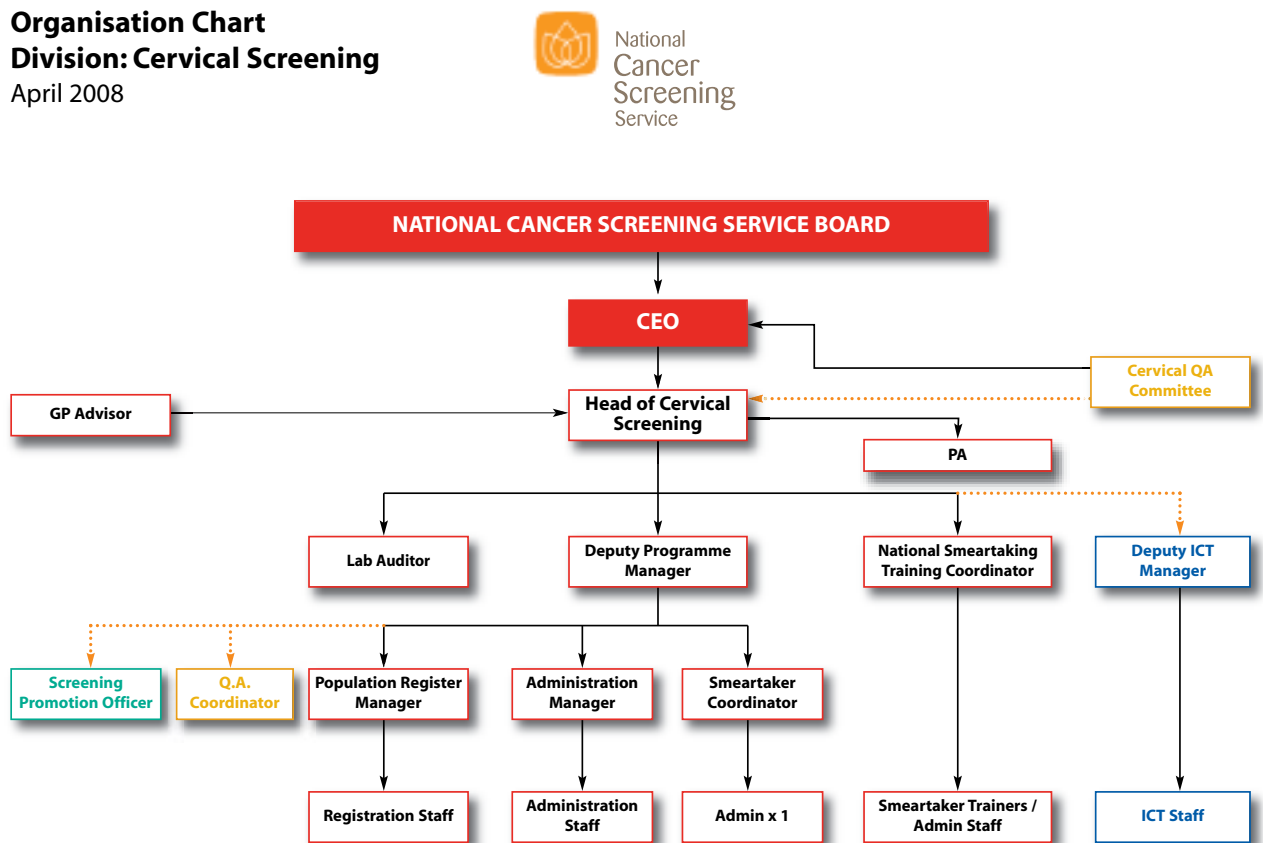 Organisation Chart
Division: Cervical Screening
April 2008
National
Cancer
Screening
Service
NATIONAL CANCER SCREENING SERVICE BOARD
CEO
Cervical QA
Committee
GP Advisor
Head of Cervical
Screening
PA
Lab Auditor
Deputy Programme
Manager
National Smeartaking
Training Coordinator
Deputy ICT
Manager
Screening
Promotion Officer
Q.A.
Coordinator
Population Register
Manager
Administration
Manager
Smeartaker
Coordinator
Registration Staff
Administration
Staff
Admin x 1
Smeartaker Trainers /
Admin Staff
ICT Staff